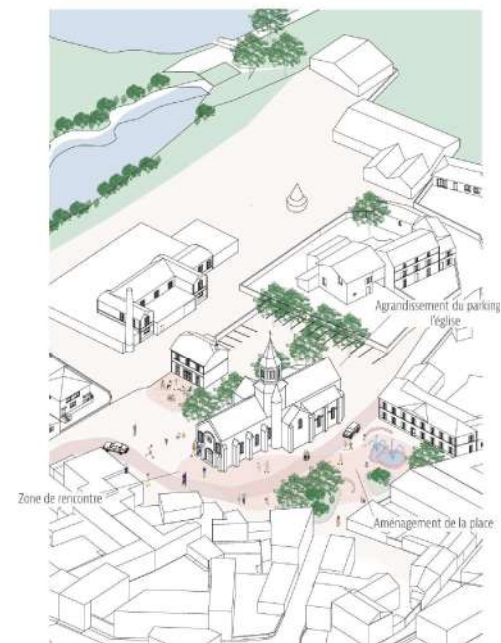 Agrandissement du parking
l'église
Zone de rencontre
Aménagement de la place